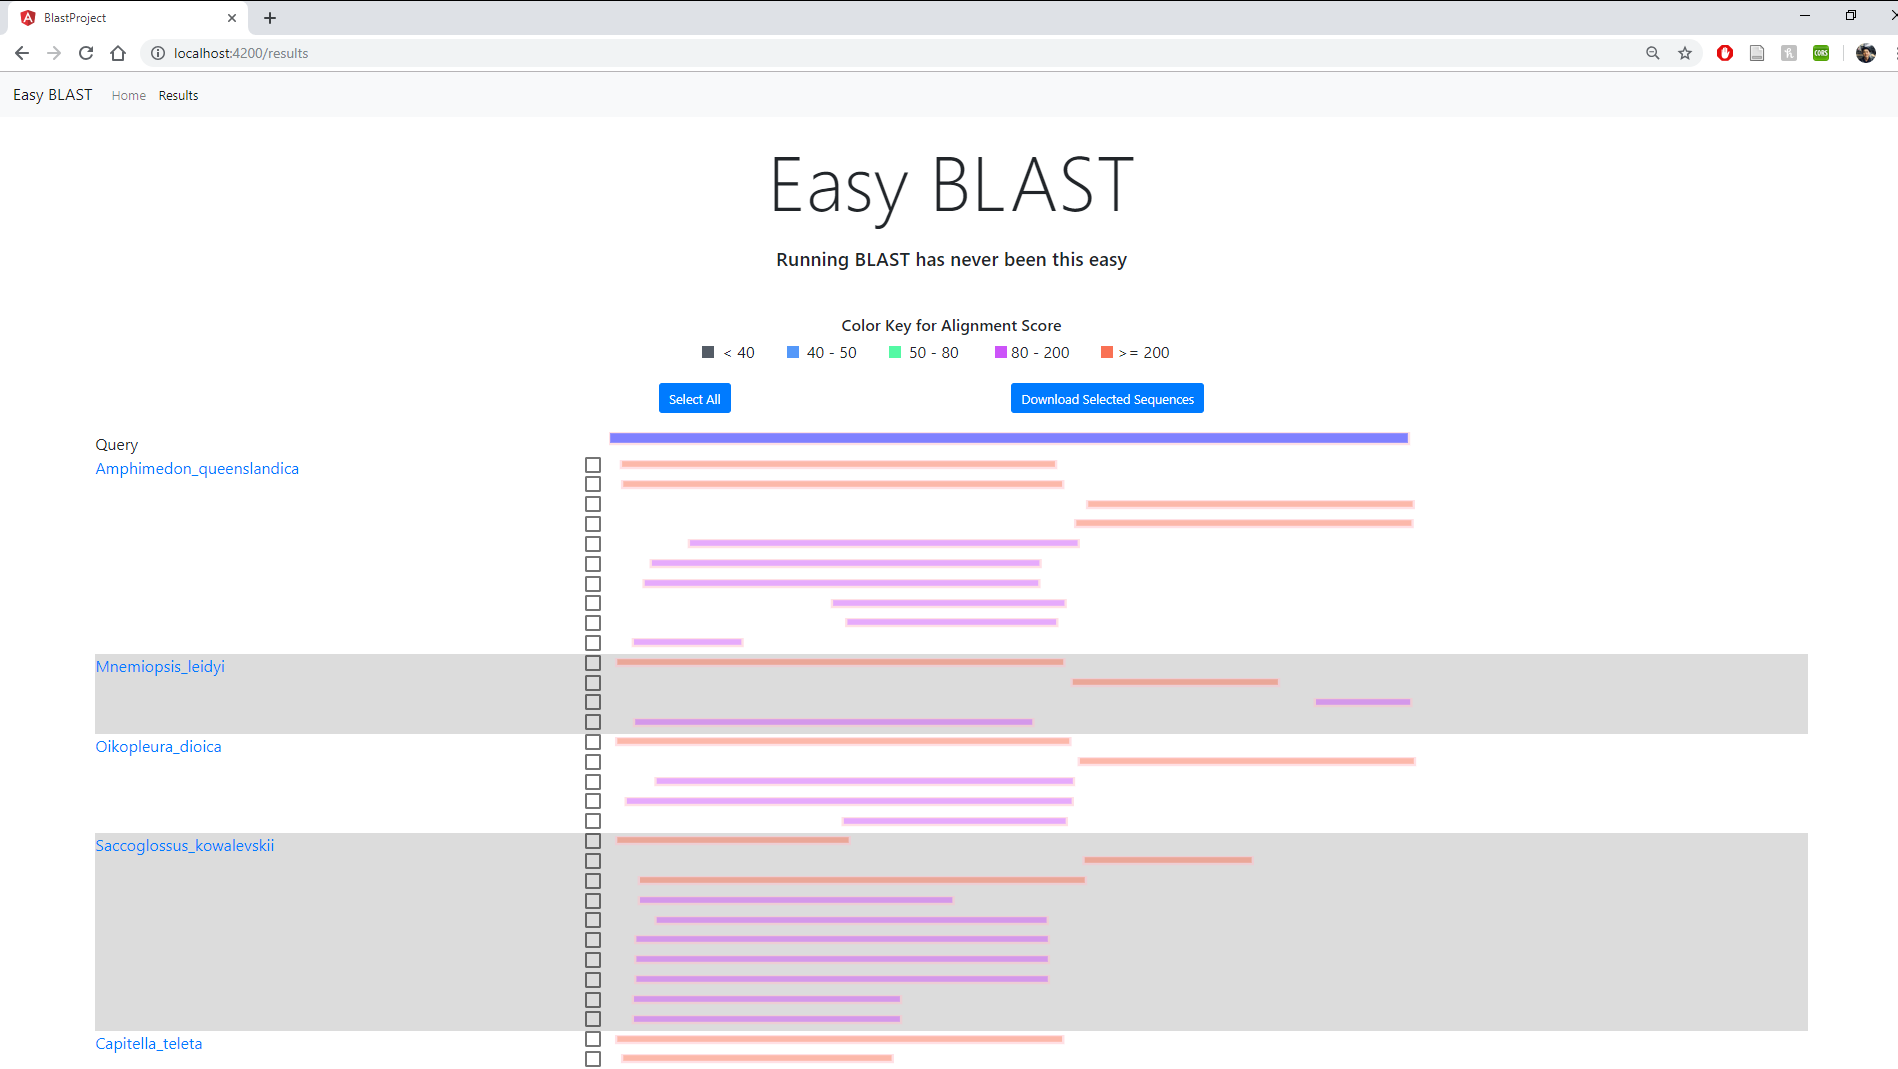 BlastProject
localhost:4200/results
CORS
Easy BLAST Home Results
Easy BLAST
Running BLAST has never been this easy
Color Key for Alignment Score
< 40 40 - 50 50 - 80 80 - 200 >= 200
Select All Download Selected Sequences
Query
Amphimedon_queenslandica
Mnemiopsis_leidyi
Oikopleura_dioica
Saccoglossus_kowalevskii
Capitella_teleta